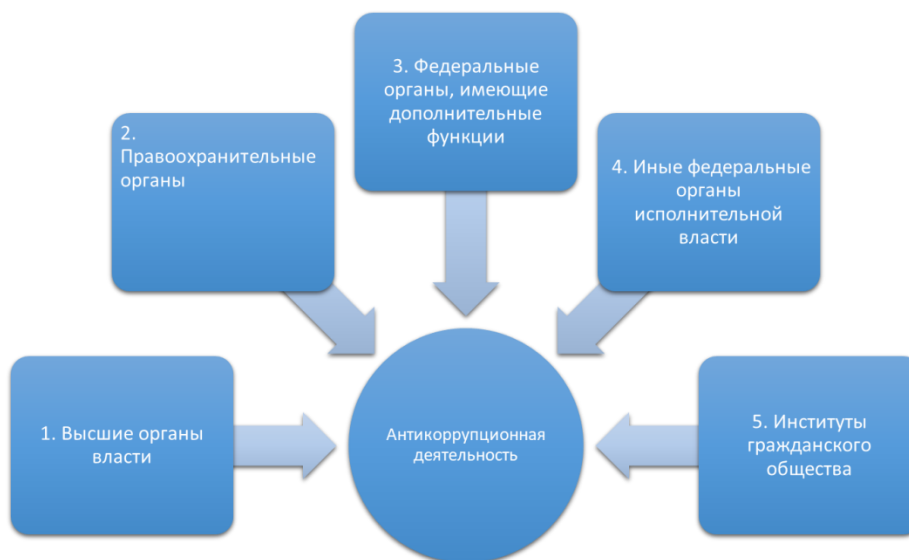 1. Высшие органы
власти
2.
Правоохранительные
органы
3. Федеральные
органы, имеющие
дополнительные
функции
4. Иные федеральные
органы
исполнительной
власти
5. Институты
гражданского
общества
Антикоррупционная
деятельность